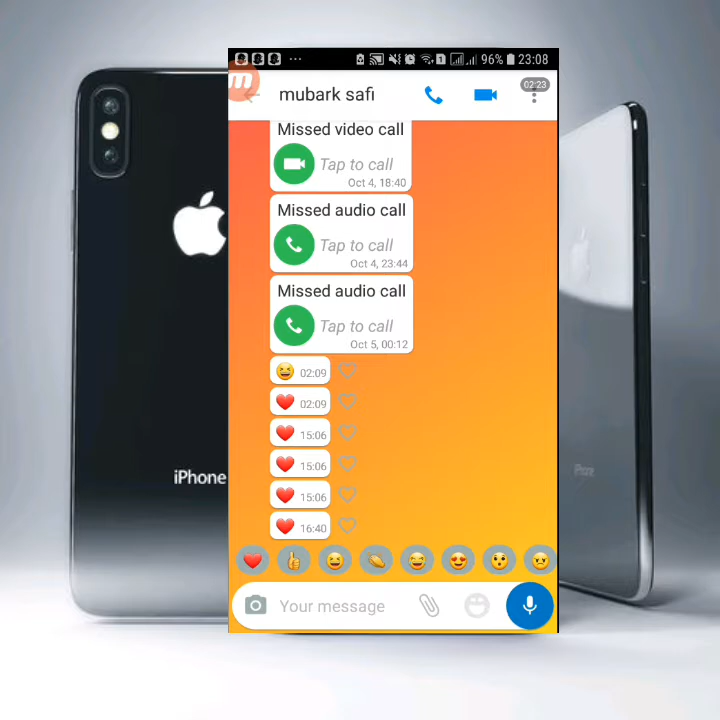 96% 23:08
mubark safi
02:23
Missed video call
Tap to call
Oct 4, 18:40
Missed audio call
Tap to call
Oct 4, 23:44
Missed audio call
Tap to call
Oct 5, 00:12
02:09
02:09
15:06
15:06
15:06
16:40
Your message
iPhone